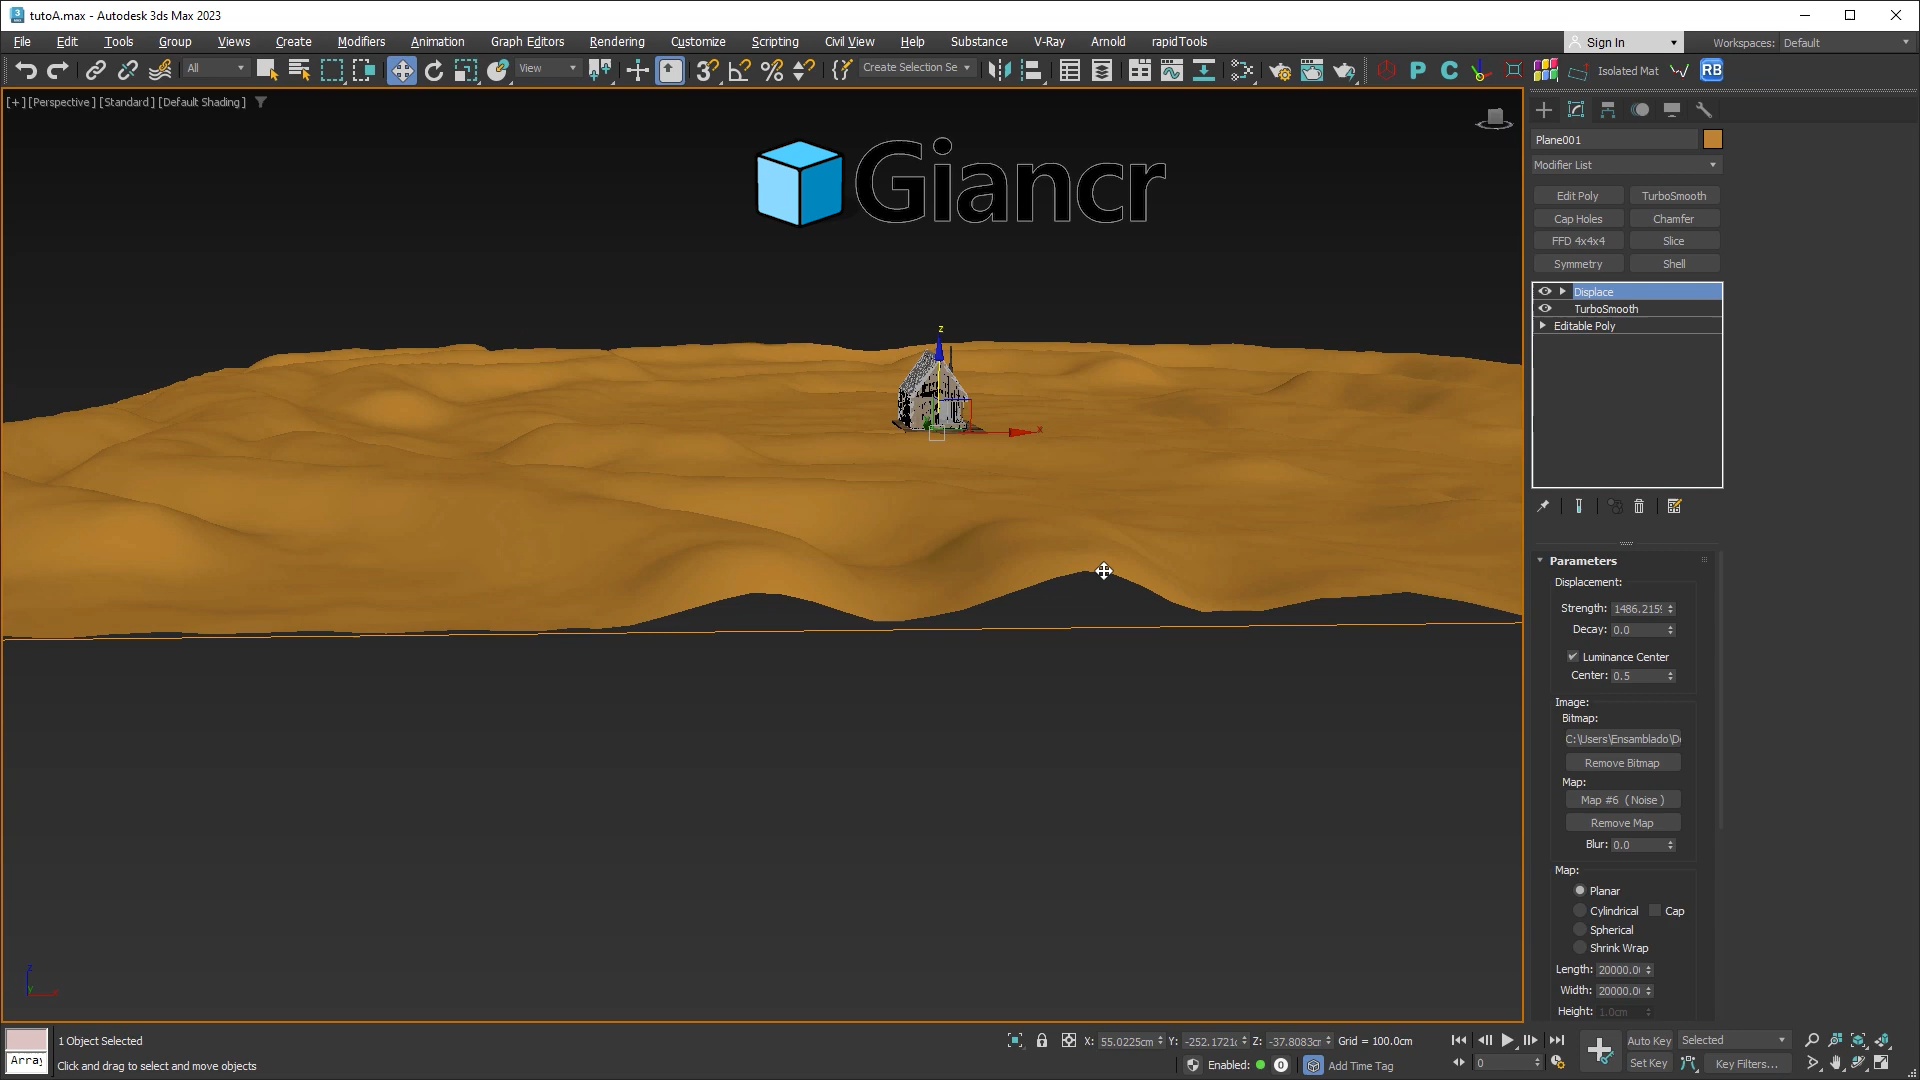 tutoA.max - Autodesk 3ds Max 2023
File Edit Tools Group Views Create Modifiers Animation Graph Editors Rendering Customize Scripting Civil View Help Substance V-Ray Arnold rapidTools
Sign In
Workspaces: Default
All
View
Create Selection Se
Isolated Mat
RB
[+] [Perspective] [Standard] [Default Shading]
Giancr
Plane001
Modifier List
Edit Poly TurboSmooth
Cap Holes Chamfer
FFD 4x4x4 Slice
Symmetry Shell
Displace
TurboSmooth
Editable Poly
z
x
Parameters
Displacement:
Strength: 1486.215
Decay: 0.0
Luminance Center
Center: 0.5
Image:
Bitmap:
C:\Users\Ensamblado\D
Remove Bitmap
Map:
Map #6 ( Noise )
Remove Map
Blur: 0.0
Map:
Planar
Cylindrical Cap
Spherical
Shrink Wrap
Length: 20000.0
Width: 20000.0
Height: 1.0cm
z
y
x
1 Object Selected
Array
Click and drag to select and move objects
X: 55.0225cm Y: -252.1721 Z: -37.8083cm Grid = 100.0cm
Enabled: 0 Add Time Tag
0
Auto Key Selected
Set Key Key Filters...